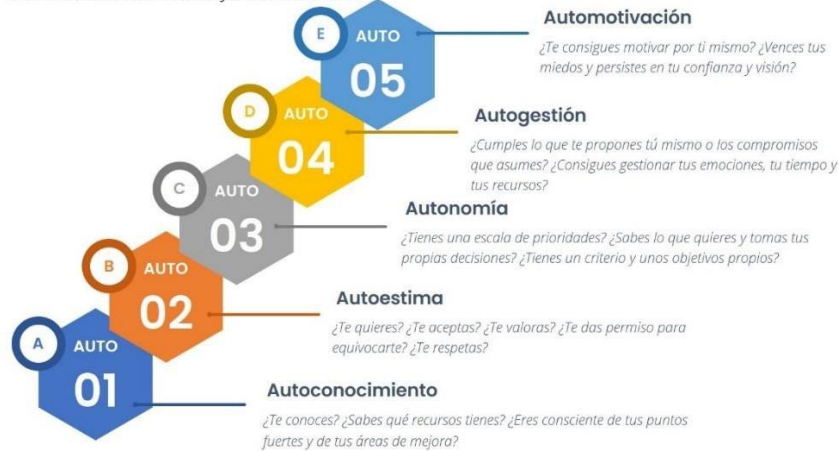 E
AUTO
05
Automotivación
¿Te consigues motivar por ti mismo? ¿Vences tus
miedos y persistes en tu confianza y visión?
D
AUTO
04
Autogestión
¿Cumples lo que te propones tú mismo o los compromisos
que asumes? ¿Consigues gestionar tus emociones, tu tiempo y
tus recursos?
C
AUTO
03
Autonomía
¿Tienes una escala de prioridades? ¿Sabes lo que quieres y tomas tus
propias decisiones? ¿Tienes un criterio y unos objetivos propios?
B
AUTO
02
Autoestima
¿Te quieres? ¿Te aceptas? ¿Te valoras? ¿Te das permiso para
equivocarte? ¿Te respetas?
A
AUTO
01
Autoconocimiento
¿Te conoces? ¿Sabes qué recursos tienes? ¿Eres consciente de tus puntos
fuertes y de tus áreas de mejora?